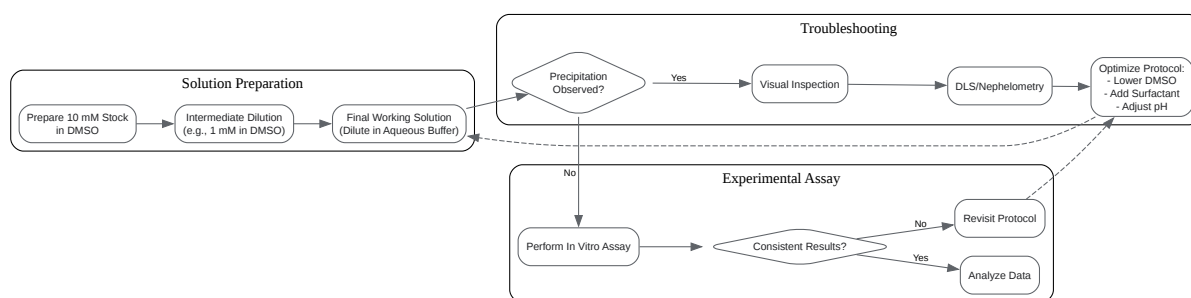 Troubleshooting
Solution Preparation
Precipitation
Observed?
Yes
Visual Inspection
DLS/Nephelometry
Optimize Protocol:
- Lower DMSO
- Add Surfactant
- Adjust pH
Prepare 10 mM Stock
in DMSO
Intermediate Dilution
(e.g., 1 mM in DMSO)
Final Working Solution
(Dilute in Aqueous Buffer)
No
Experimental Assay
Perform In Vitro Assay
Consistent Results?
No
Revisit Protocol
Yes
Analyze Data